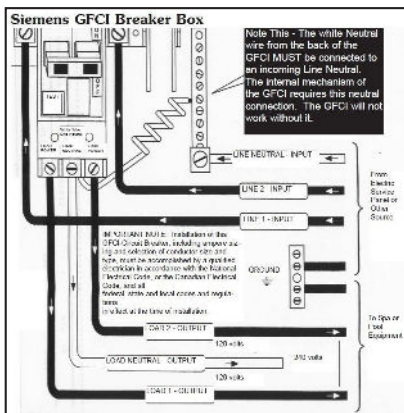 Siemens GFCI Breaker Box
Note This - The white Neutral
wire from the back of the
GFCI MUST be connected to
an incoming Line Neutral.
The internal mechanism of
the GFCI requires this neutral
connection. The GFCI will not
work without it.
LINE NEUTRAL - INPUT
LINE 2 - INPUT
LINE 1 - INPUT
From
Electric
Service
Panel or
Other
Source
IMPORTANT NOTE: Installation of this
GFCI Circuit Breaker, including ampere siz-
ing and selection of conductor size and
type, must be accomplished by a qualified
electrician in accordance with the National
Electrical Code, or the Canadian Electrical
Code, and all
federal, state and local codes and regula-
tions
in effect at the time of installation.
GROUND
To Spa or
Pool
Equipment
LOAD 2 - OUTPUT
120 volts
LOAD NEUTRAL - OUTPUT
240 volts
120 volts
LOAD 1 - OUTPUT